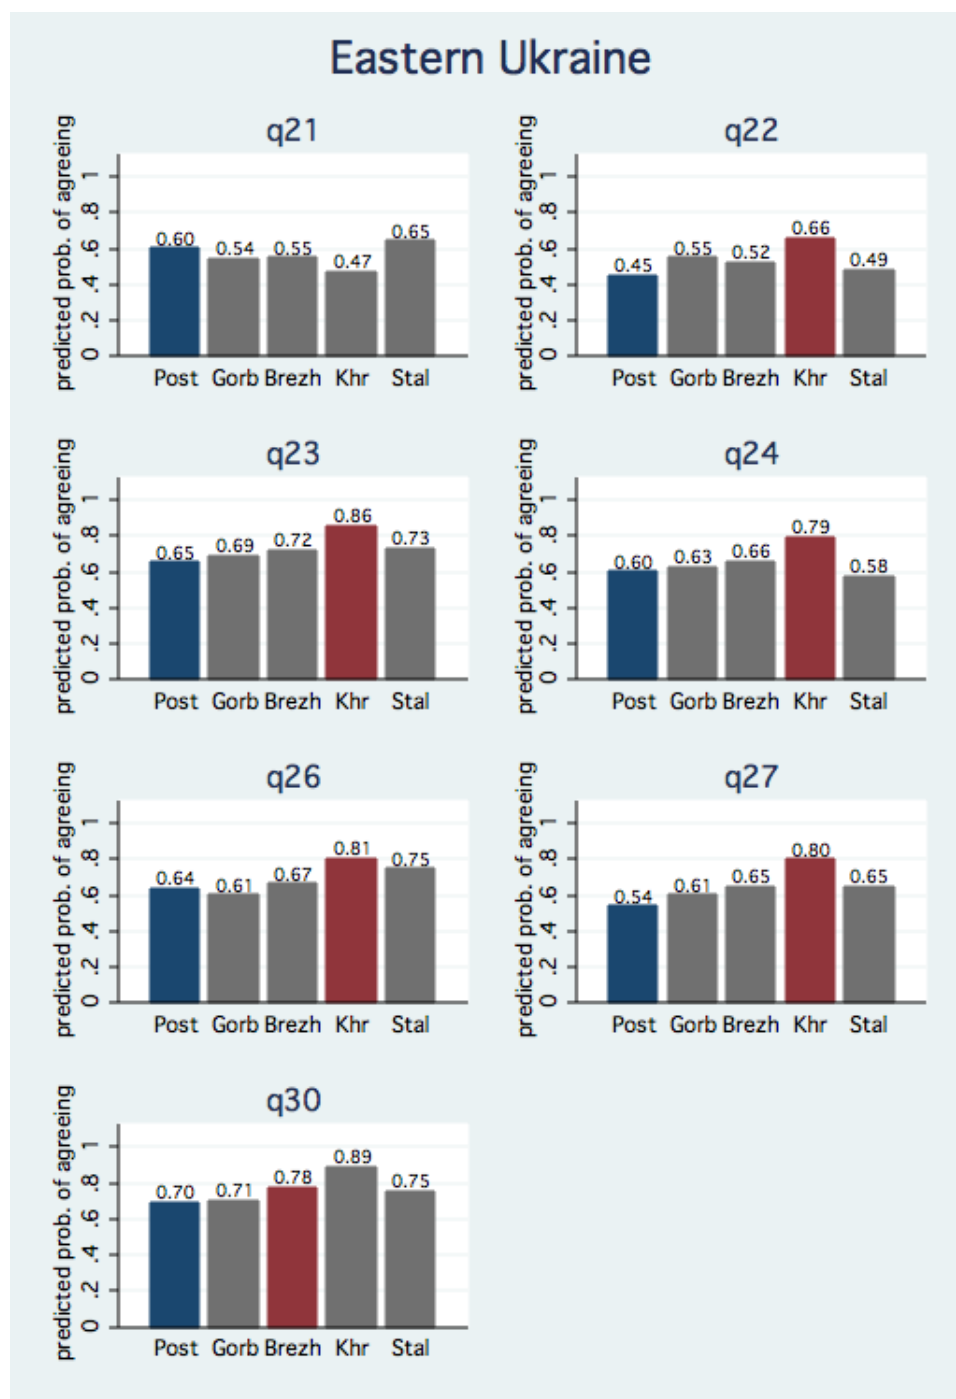 Eastern Ukraine
q21
predicted prob. of agreeing
0 .2 .4 .6 .8 1
0.60 0.54 0.55 0.47 0.65
Post Gorb Brezh Khr Stal
q22
predicted prob. of agreeing
0 .2 .4 .6 .8 1
0.45 0.55 0.52 0.66 0.49
Post Gorb Brezh Khr Stal
q23
predicted prob. of agreeing
0 .2 .4 .6 .8 1
0.65 0.69 0.72 0.86 0.73
Post Gorb Brezh Khr Stal
q24
predicted prob. of agreeing
0 .2 .4 .6 .8 1
0.60 0.63 0.66 0.79 0.58
Post Gorb Brezh Khr Stal
q26
predicted prob. of agreeing
0 .2 .4 .6 .8 1
0.64 0.61 0.67 0.81 0.75
Post Gorb Brezh Khr Stal
q27
predicted prob. of agreeing
0 .2 .4 .6 .8 1
0.54 0.61 0.65 0.80 0.65
Post Gorb Brezh Khr Stal
q30
predicted prob. of agreeing
0 .2 .4 .6 .8 1
0.70 0.71 0.78 0.89 0.75
Post Gorb Brezh Khr Stal